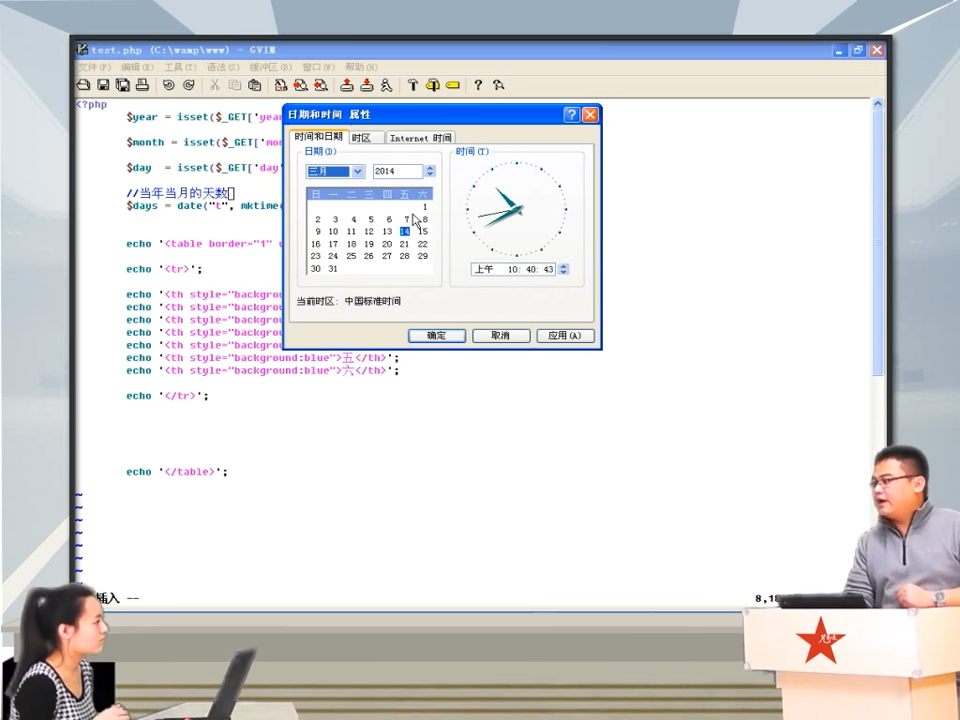 test.php (C:\wamp\www) - GVIM
文件(F) 编辑(E) 工具(T) 语法(S) 缓冲区(B) 窗口(W) 帮助(H)
<?php
$year = isset($_GET['year
$month = isset($_GET['mon
$day = isset($_GET['day'
//当年当月的天数
$days = date("t", mktime(
echo '<table border="1"
echo '<tr>';
echo '<th style="backgrou
echo '<th style="backgrou
echo '<th style="backgrou
echo '<th style="backgrou
echo '<th style="backgrou
echo '<th style="background:blue">五</th>';
echo '<th style="background:blue">六</th>';
echo '</tr>';
echo '</table>';
~
~
~
~
~
~
~
~
插入 --
8,18
日期和时间 属性
时间和日期 时区 Internet 时间
日期(D)
三月 2014
日 一 二 三 四 五 六
1
2 3 4 5 6 7 8
9 10 11 12 13 14 15
16 17 18 19 20 21 22
23 24 25 26 27 28 29
30 31
时间(T)
上午 10:40:43
当前时区: 中国标准时间
确定 取消 应用(A)